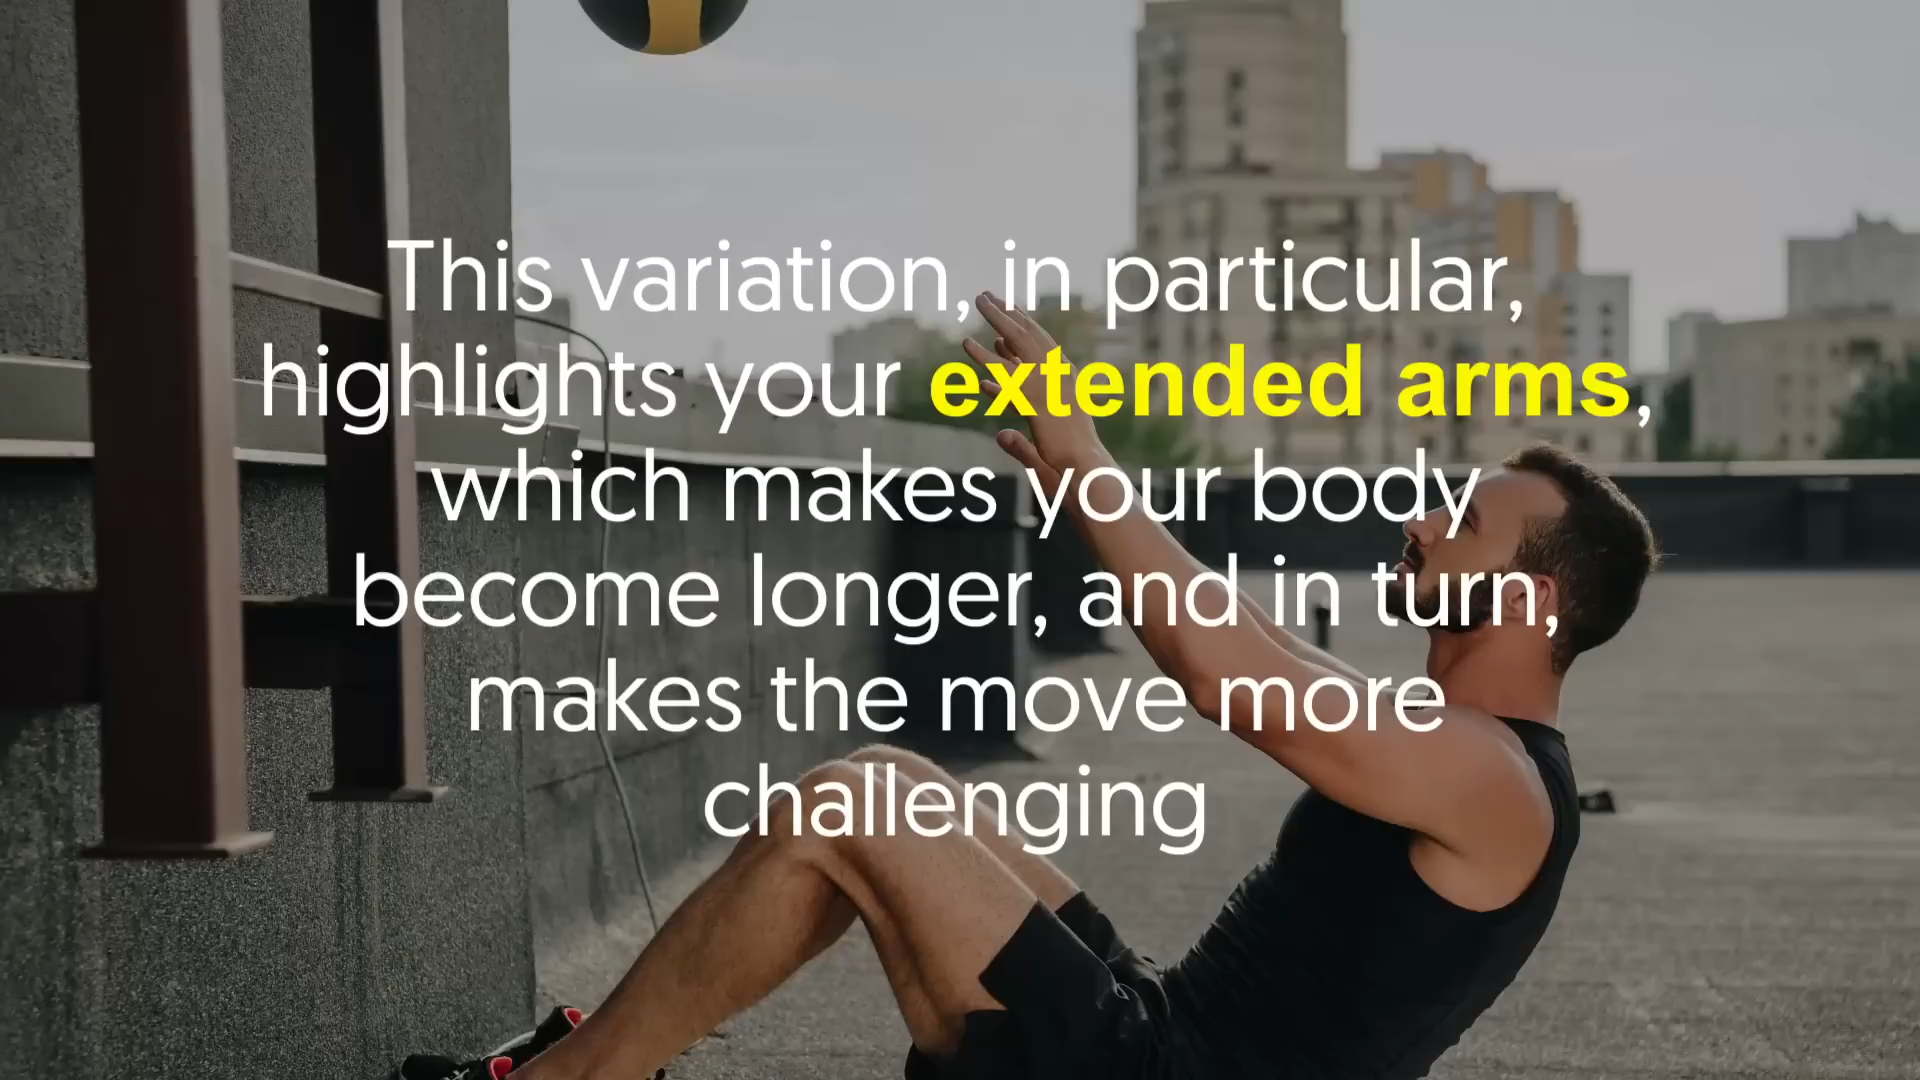 This variation, in particular,
highlights your extended arms,
which makes your body
become longer, and in turn,
makes the move more
challenging